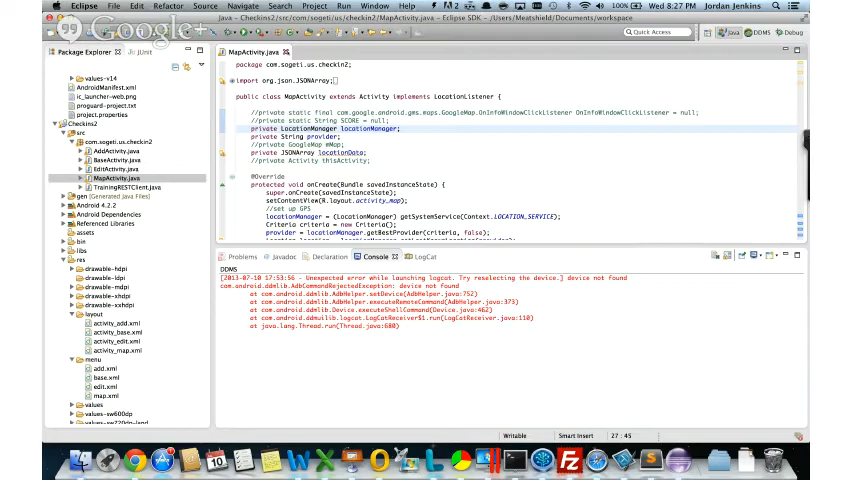 Eclipse File Edit Refactor Source Navigate Search Project Run Window Help
100% Wed 8:27 PM Jordan Jenkins
Java – Checkins2/src/com/sogeti/us/checkin2/MapActivity.java – Eclipse SDK – /Users/Meatshield/Documents/workspace
Google+
Quick Access
Java
DDMS
Package Explorer
JUnit
values-v14
AndroidManifest.xml
ic_launcher-web.png
proguard-project.txt
project.properties
Checkins2
src
com.sogeti.us.checkin2
AddActivity.java
BaseActivity.java
EditActivity.java
MapActivity.java
TrainingRESTClient.java
gen [Generated Java Files]
Android 4.2.2
Android Dependencies
Referenced Libraries
assets
bin
libs
res
drawable-hdpi
drawable-ldpi
drawable-mdpi
drawable-xhdpi
drawable-xxhdpi
layout
activity_add.xml
activity_base.xml
activity_edit.xml
activity_map.xml
menu
add.xml
base.xml
edit.xml
map.xml
values
values-sw600dp
values-sw720dp-land
MapActivity.java
package com.sogeti.us.checkin2;
import org.json.JSONArray;
public class MapActivity extends Activity implements LocationListener {
//private static final com.google.android.gms.maps.GoogleMap.OnInfoWindowClickListener OnInfoWindowClickListener = null;
//private static String SCORE = null;
private LocationManager locationManager;
private String provider;
//private GoogleMap mMap;
private JSONArray locationData;
//private Activity thisActivity;
@Override
protected void onCreate(Bundle savedInstanceState) {
super.onCreate(savedInstanceState);
setContentView(R.layout.activity_map);
//set up GPS
locationManager = (LocationManager) getSystemService(Context.LOCATION_SERVICE);
Criteria criteria = new Criteria();
provider = locationManager.getBestProvider(criteria, false);
Problems
Javadoc
Declaration
Console
LogCat
DDMS
[2013-07-10 17:53:56 - Unexpected error while launching logcat. Try reselecting the device.] device not found
com.android.ddmlib.AdbCommandRejectedException: device not found
at com.android.ddmlib.AdbHelper.setDevice(AdbHelper.java:752)
at com.android.ddmlib.AdbHelper.executeRemoteCommand(AdbHelper.java:373)
at com.android.ddmlib.Device.executeShellCommand(Device.java:462)
at com.android.ddmuilib.logcat.LogCatReceiver$1.run(LogCatReceiver.java:110)
at java.lang.Thread.run(Thread.java:680)
Writable
Smart Insert
27 : 45